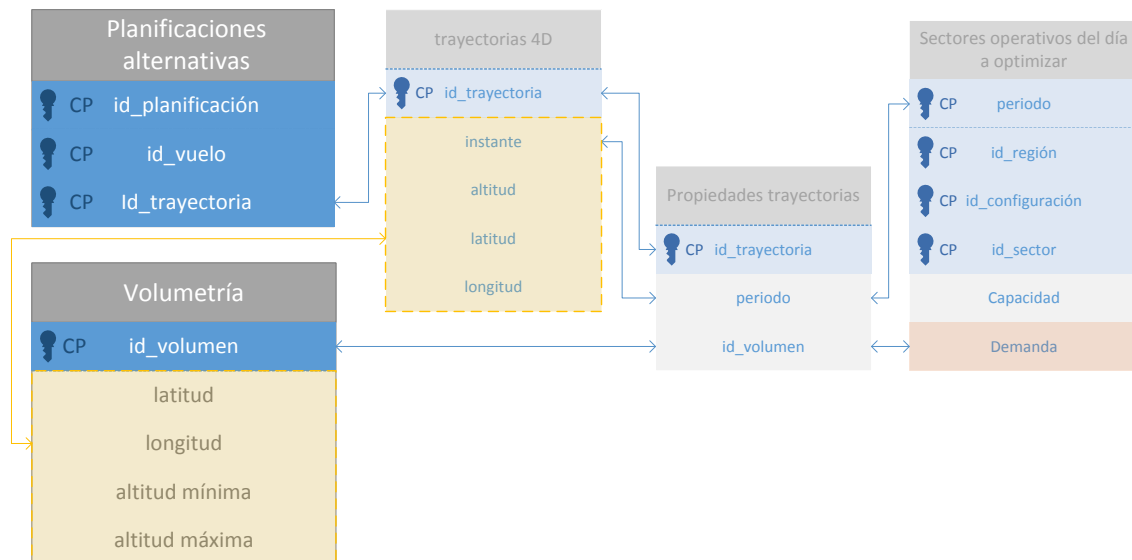 Planificaciones
alternativas
CP id_planificación
CP id_vuelo
CP Id_trayectoria
Volumetría
CP id_volumen
latitud
longitud
altitud mínima
altitud máxima
trayectorias 4D
CP id_trayectoria
instante
altitud
latitud
longitud
Propiedades trayectorias
CP id_trayectoria
periodo
id_volumen
Sectores operativos del día
a optimizar
CP periodo
CP id_región
CP id_configuración
CP id_sector
Capacidad
Demanda